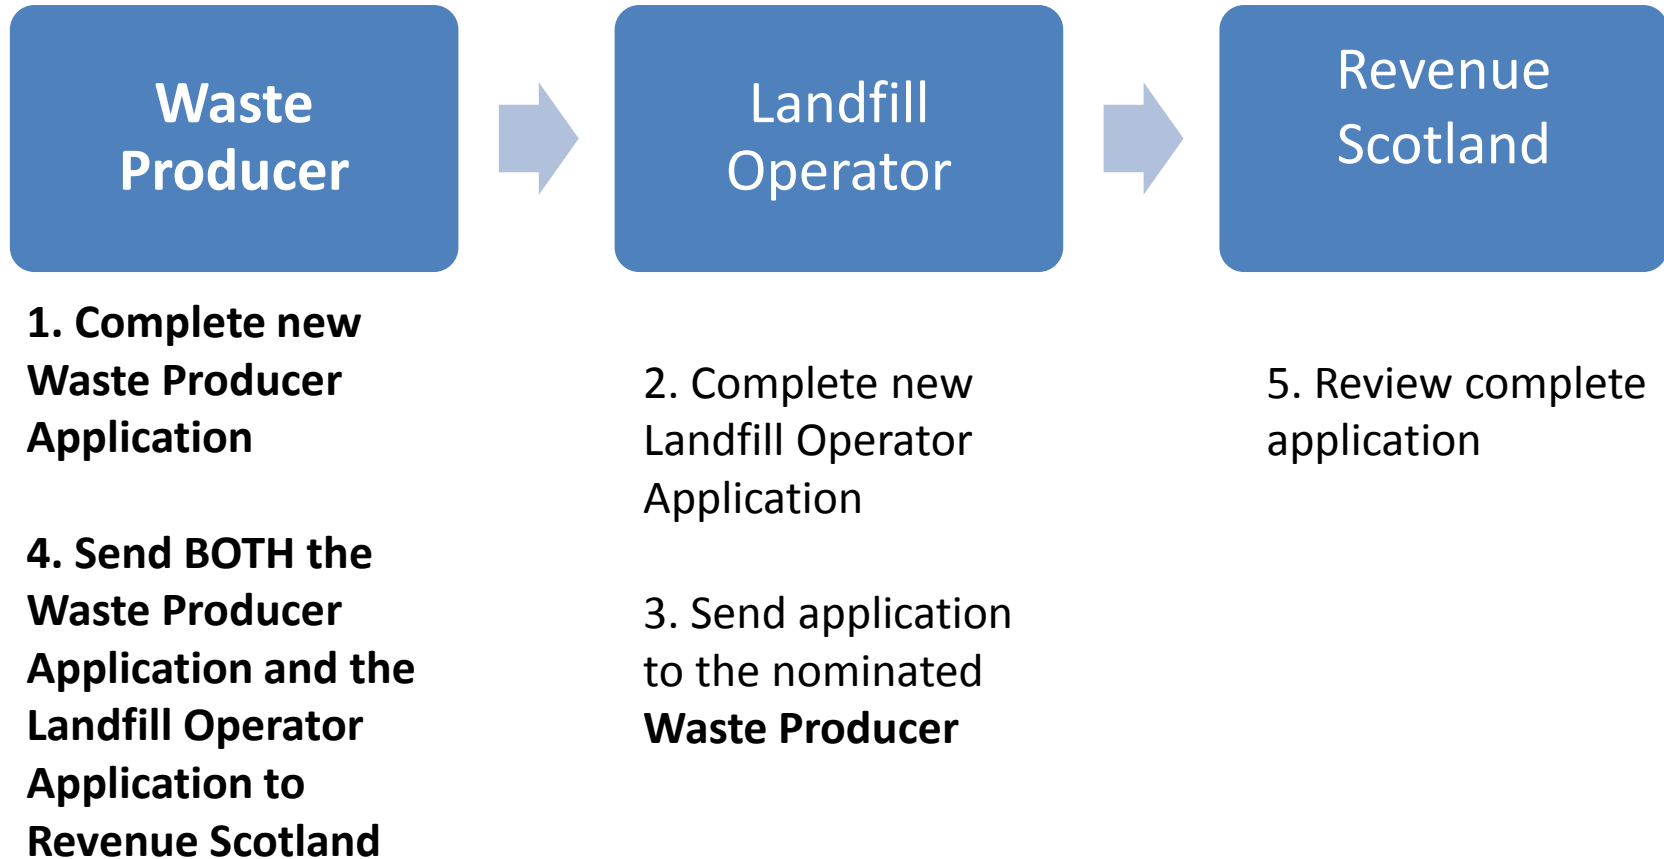 Waste
Producer
Landfill
Operator
Revenue
Scotland
1. Complete new
Waste Producer
Application
4. Send BOTH the
Waste Producer
Application and the
Landfill Operator
Application to
Revenue Scotland
2. Complete new
Landfill Operator
Application
3. Send application
to the nominated
Waste Producer
5. Review complete
application